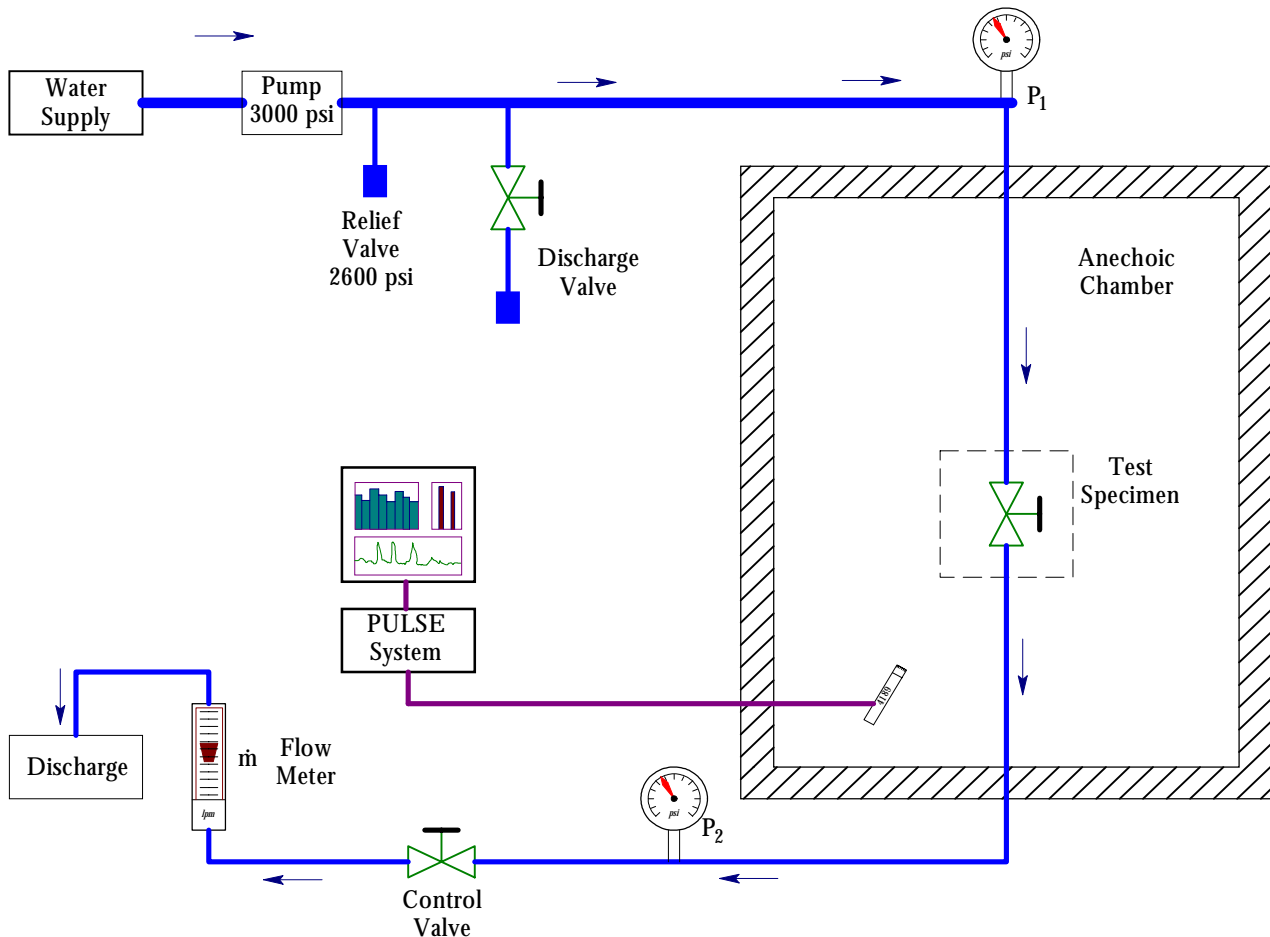 Water
Supply
Pump
3000 psi
psi
P1
Relief
Valve
2600 psi
Discharge
Valve
Anechoic
Chamber
Test
Specimen
PULSE
System
4189
Discharge
lpm
ṁ
Flow
Meter
psi
P2
Control
Valve